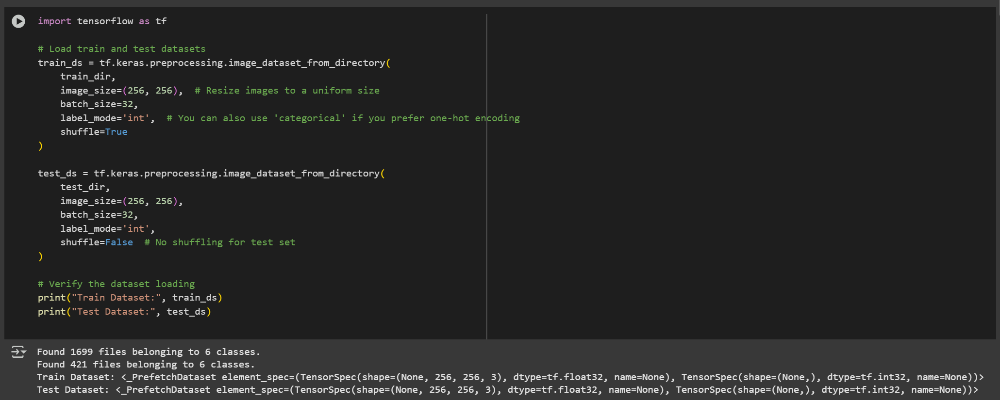 import tensorflow as tf
# Load train and test datasets
train_ds = tf.keras.preprocessing.image_dataset_from_directory(
    train_dir,
    image_size=(256, 256),  # Resize images to a uniform size
    batch_size=32,
    label_mode='int',  # You can also use 'categorical' if you prefer one-hot encoding
    shuffle=True
)
test_ds = tf.keras.preprocessing.image_dataset_from_directory(
    test_dir,
    image_size=(256, 256),
    batch_size=32,
    label_mode='int',
    shuffle=False  # No shuffling for test set
)
# Verify the dataset loading
print("Train Dataset:", train_ds)
print("Test Dataset:", test_ds)
Found 1699 files belonging to 6 classes.
Found 421 files belonging to 6 classes.
Train Dataset: <_PrefetchDataset element_spec=(TensorSpec(shape=(None, 256, 256, 3), dtype=tf.float32, name=None), TensorSpec(shape=(None,), dtype=tf.int32, name=None))>
Test Dataset: <_PrefetchDataset element_spec=(TensorSpec(shape=(None, 256, 256, 3), dtype=tf.float32, name=None), TensorSpec(shape=(None,), dtype=tf.int32, name=None))>